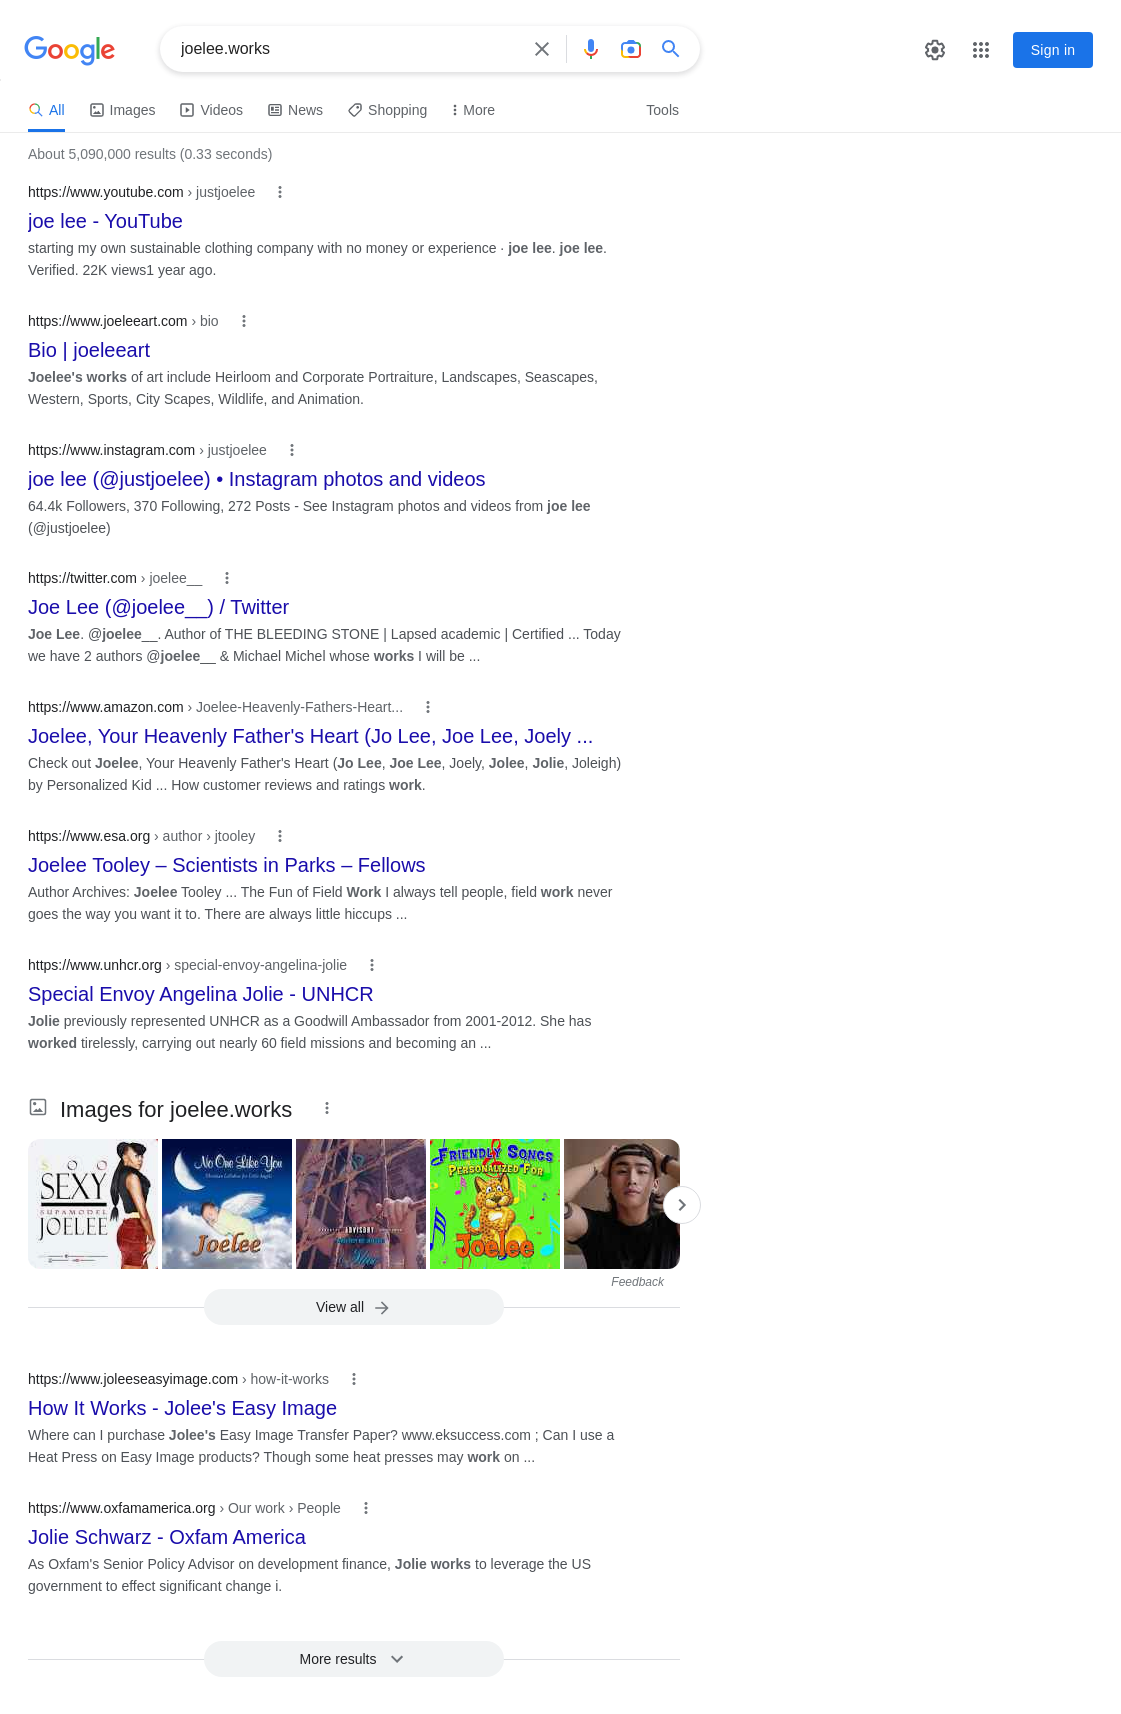 Google
joelee.works
Sign in
All
Images
Videos
News
Shopping
More
Tools
About 5,090,000 results (0.33 seconds)
https://www.youtube.com › justjoelee
joe lee - YouTube
starting my own sustainable clothing company with no money or experience · joe lee. joe lee.
Verified. 22K views1 year ago.
https://www.joeleeart.com › bio
Bio | joeleeart
Joelee's works of art include Heirloom and Corporate Portraiture, Landscapes, Seascapes,
Western, Sports, City Scapes, Wildlife, and Animation.
https://www.instagram.com › justjoelee
joe lee (@justjoelee) • Instagram photos and videos
64.4k Followers, 370 Following, 272 Posts - See Instagram photos and videos from joe lee
(@justjoelee)
https://twitter.com › joelee__
Joe Lee (@joelee__) / Twitter
Joe Lee. @joelee__. Author of THE BLEEDING STONE | Lapsed academic | Certified ... Today
we have 2 authors @joelee__ & Michael Michel whose works I will be ...
https://www.amazon.com › Joelee-Heavenly-Fathers-Heart...
Joelee, Your Heavenly Father's Heart (Jo Lee, Joe Lee, Joely ...
Check out Joelee, Your Heavenly Father's Heart (Jo Lee, Joe Lee, Joely, Jolee, Jolie, Joleigh)
by Personalized Kid ... How customer reviews and ratings work.
https://www.esa.org › author › jtooley
Joelee Tooley – Scientists in Parks – Fellows
Author Archives: Joelee Tooley ... The Fun of Field Work I always tell people, field work never
goes the way you want it to. There are always little hiccups ...
https://www.unhcr.org › special-envoy-angelina-jolie
Special Envoy Angelina Jolie - UNHCR
Jolie previously represented UNHCR as a Goodwill Ambassador from 2001-2012. She has
worked tirelessly, carrying out nearly 60 field missions and becoming an ...
Images for joelee.works
SOO
SEXY
SUPAMODEL
JOELEE
No One Like You
Joelee
ADVISORY
FRIENDLY SONGS
PERSONALIZED FOR
Joelee
Feedback
View all
https://www.joleeseasyimage.com › how-it-works
How It Works - Jolee's Easy Image
Where can I purchase Jolee's Easy Image Transfer Paper? www.eksuccess.com ; Can I use a
Heat Press on Easy Image products? Though some heat presses may work on ...
https://www.oxfamamerica.org › Our work › People
Jolie Schwarz - Oxfam America
As Oxfam's Senior Policy Advisor on development finance, Jolie works to leverage the US
government to effect significant change i.
More results